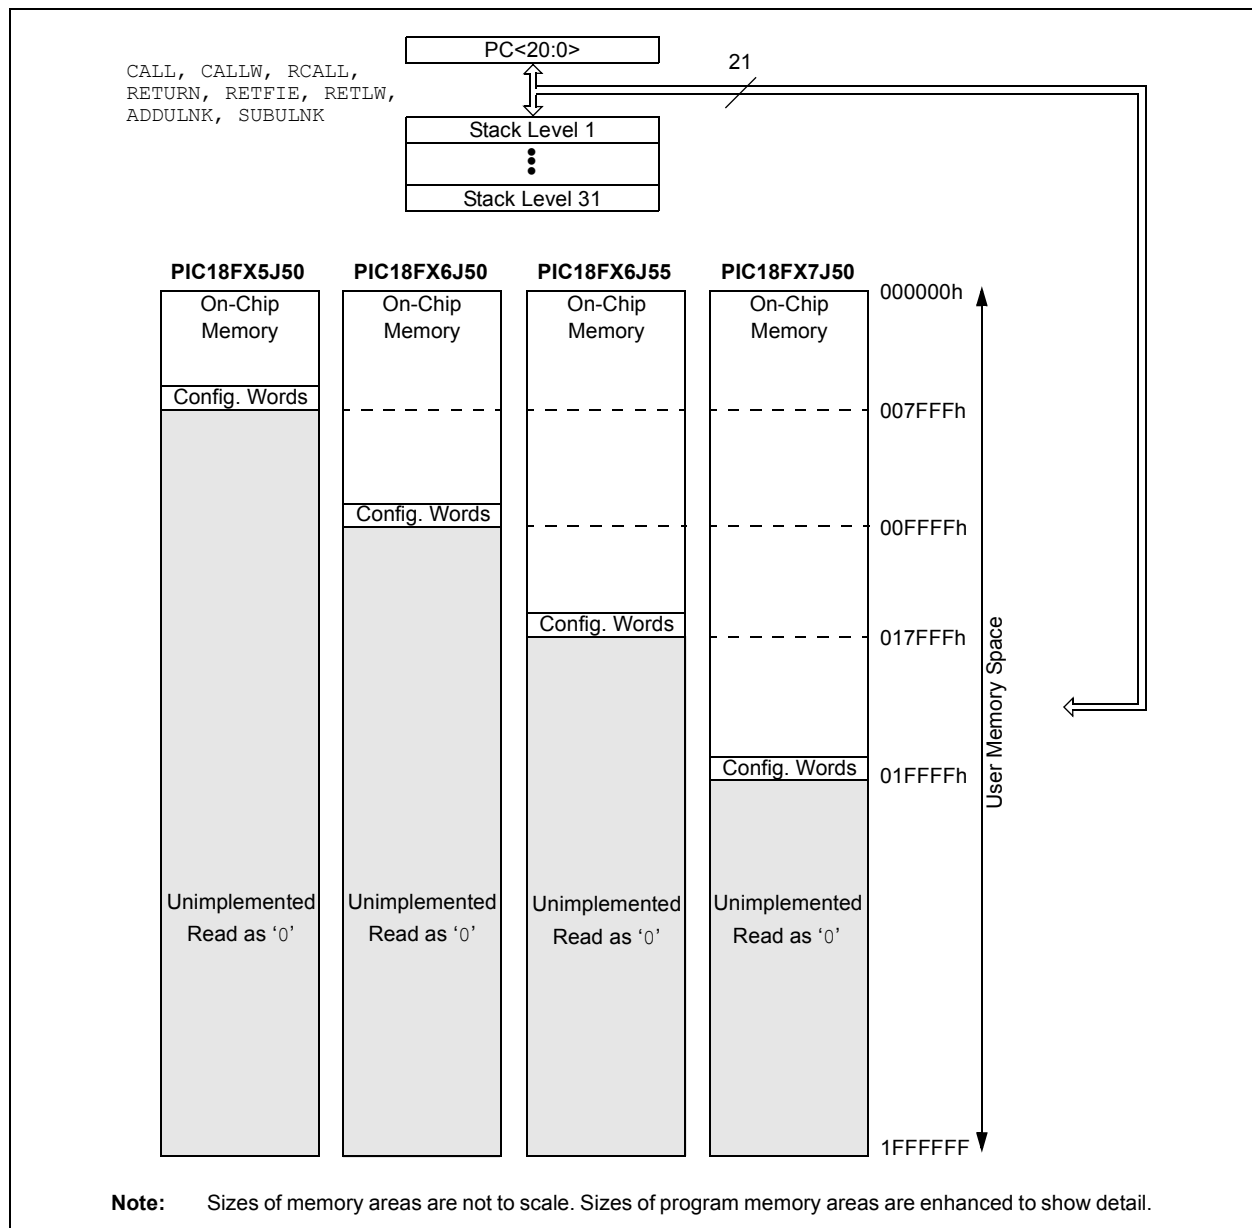 PC<20:0>
21
CALL, CALLW, RCALL,
RETURN, RETFIE, RETLW,
ADDULNK, SUBULNK
Stack Level 1
Stack Level 31
PIC18FX5J50
PIC18FX6J50
PIC18FX6J55
PIC18FX7J50
On-Chip
Memory
On-Chip
Memory
On-Chip
Memory
On-Chip
Memory
000000h
Config. Words
007FFFh
Config. Words
00FFFFh
Config. Words
017FFFh
Config. Words
01FFFFh
User Memory Space
Unimplemented
Read as ‘0’
Unimplemented
Read as ‘0’
Unimplemented
Read as ‘0’
Unimplemented
Read as ‘0’
1FFFFFF
Note: Sizes of memory areas are not to scale. Sizes of program memory areas are enhanced to show detail.